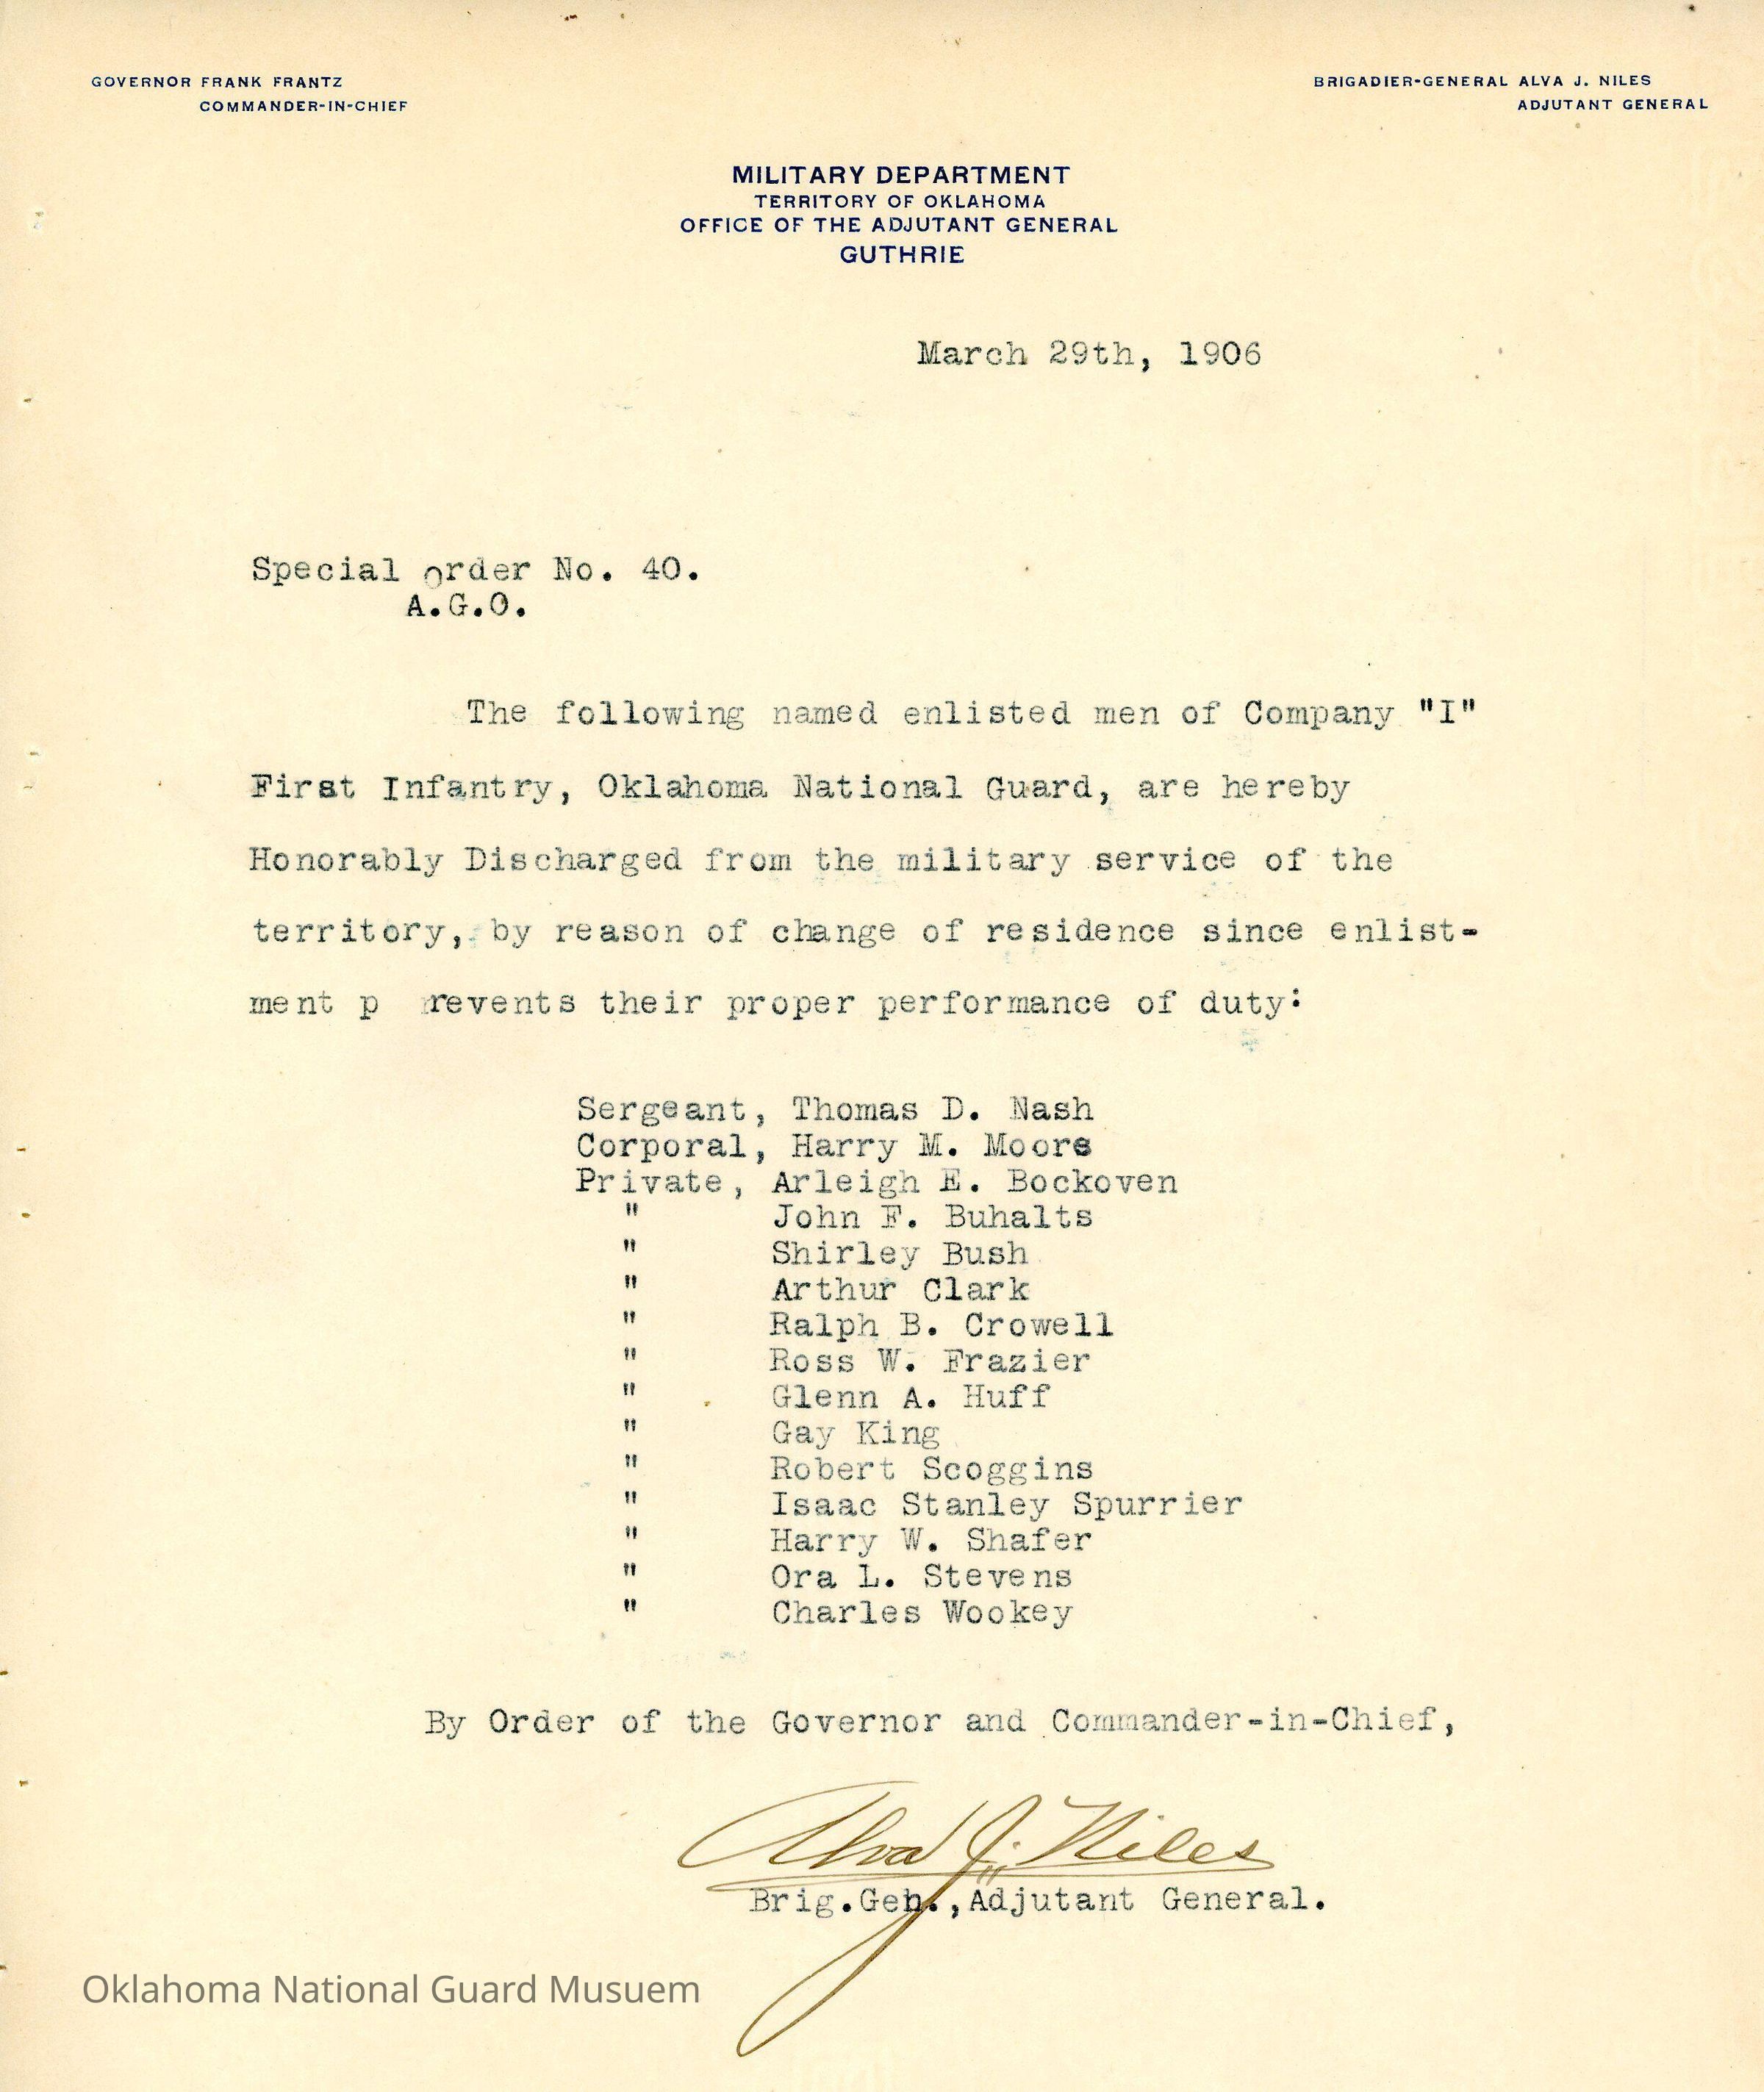 GOVERNOR FRANK FRANTZ
COMMANDER-IN-CHIEF
BRIGADIER-GENERAL ALVA J. NILES
ADJUTANT GENERAL
MILITARY DEPARTMENT
TERRITORY OF OKLAHOMA
OFFICE OF THE ADJUTANT GENERAL
GUTHRIE
March 29th, 1906
Special order No. 40.
A.G.O.
The following named enlisted men of Company "I"
First Infantry, Oklahoma National Guard, are hereby
Honorably Discharged from the military service of the
territory, by reason of change of residence since enlist-
ment p revents their proper performance of duty:
Sergeant, Thomas D. Nash
Corporal, Harry M. Moore
Private, Arleigh E. Bockoven
" John F. Buhalts
" Shirley Bush
" Arthur Clark
" Ralph B. Crowell
" Ross W. Frazier
" Glenn A. Huff
" Gay King
" Robert Scoggins
" Isaac Stanley Spurrier
" Harry W. Shafer
" Ora L. Stevens
" Charles Wookey
By Order of the Governor and Commander-in-Chief,
Alva J. Niles
Brig.Gen.,Adjutant General.
Oklahoma National Guard Musuem